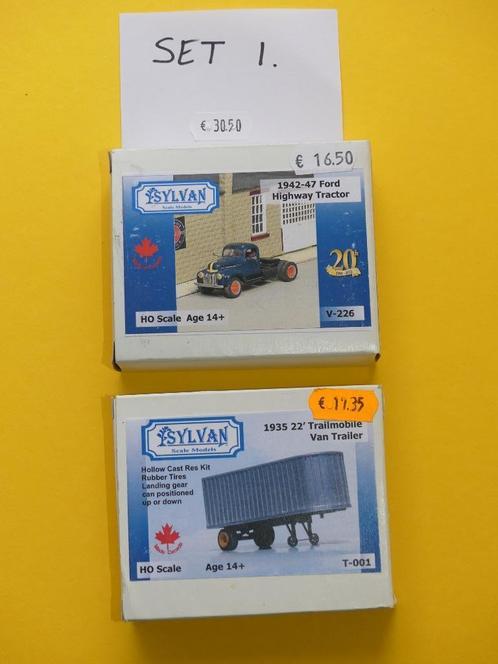 SET 1.
€ 30.50
€ 16.50
SYLVAN
Scale Models
1942-47 Ford
Highway Tractor
20
HO Scale Age 14+
V-226
€ 19.35
SYLVAN
Scale Models
1935 22' Trailmobile
Van Trailer
Hollow Cast Res Kit
Rubber Tires
Landing gear
can positioned
up or down
HO Scale Age 14+
T-001